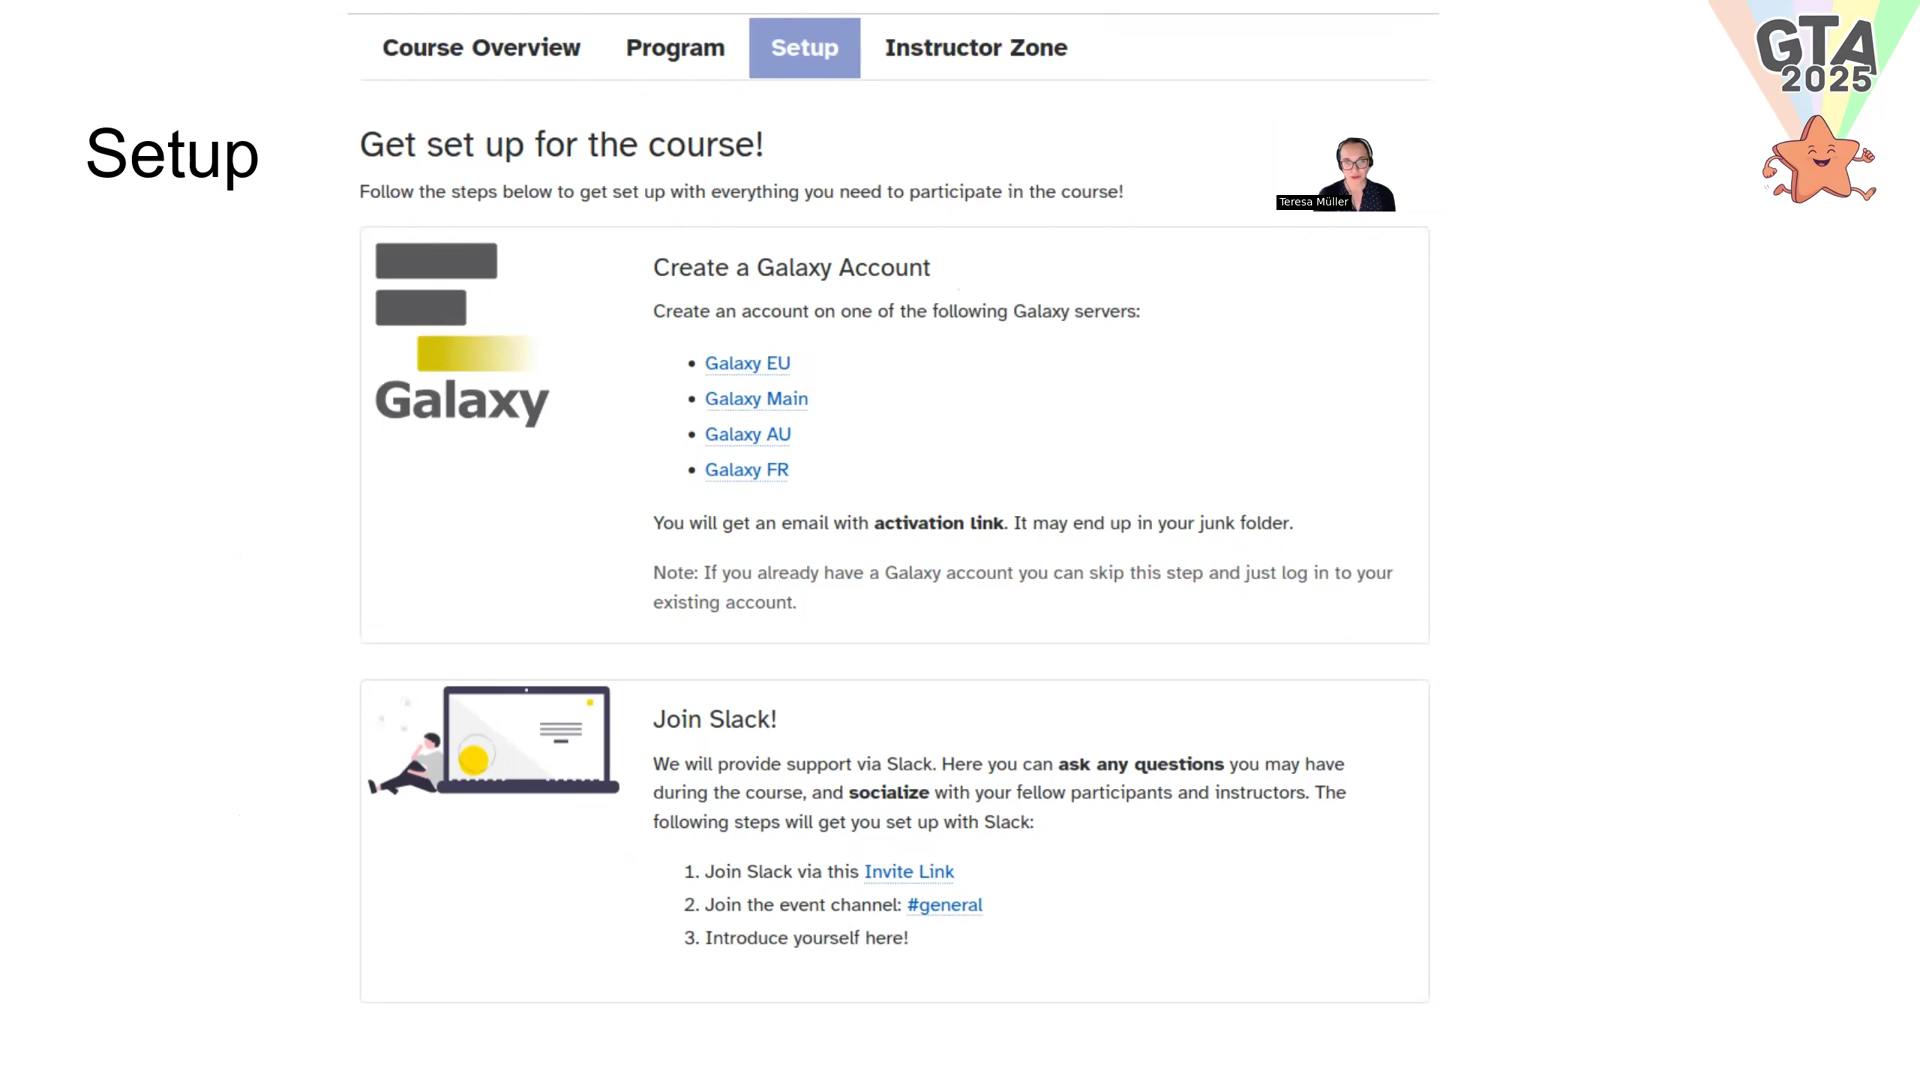 Course Overview Program Setup Instructor Zone
GTA
2025
Setup
Get set up for the course!
Follow the steps below to get set up with everything you need to participate in the course!
Teresa Müller
Galaxy
Create a Galaxy Account
Create an account on one of the following Galaxy servers:
• Galaxy EU
• Galaxy Main
• Galaxy AU
• Galaxy FR
You will get an email with activation link. It may end up in your junk folder.
Note: If you already have a Galaxy account you can skip this step and just log in to your
existing account.
Join Slack!
We will provide support via Slack. Here you can ask any questions you may have
during the course, and socialize with your fellow participants and instructors. The
following steps will get you set up with Slack:
1. Join Slack via this Invite Link
2. Join the event channel: #general
3. Introduce yourself here!